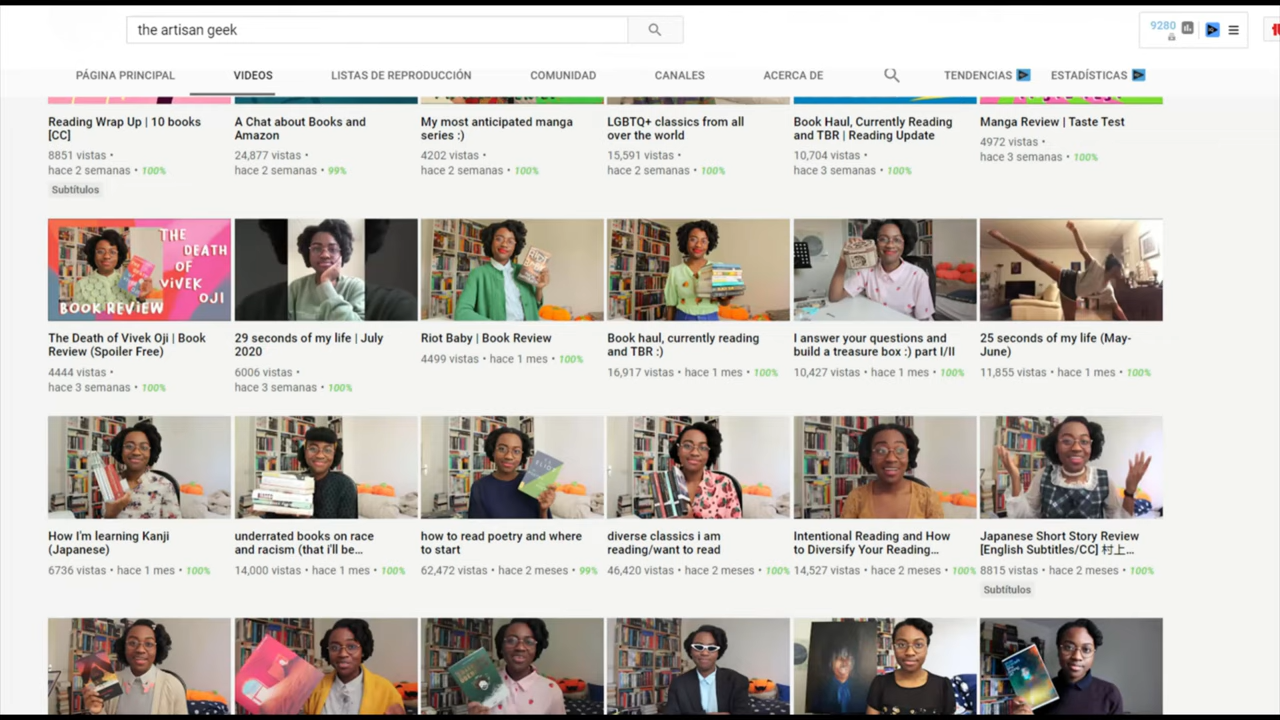 the artisan geek
9280
PÁGINA PRINCIPAL VIDEOS LISTAS DE REPRODUCCIÓN COMUNIDAD CANALES ACERCA DE TENDENCIAS ESTADÍSTICAS
Reading Wrap Up | 10 books
[CC]
8851 vistas •
hace 2 semanas • 100%
Subtítulos
A Chat about Books and
Amazon
24,877 vistas •
hace 2 semanas • 99%
My most anticipated manga
series :)
4202 vistas •
hace 2 semanas • 100%
LGBTQ+ classics from all
over the world
15,591 vistas •
hace 2 semanas • 100%
Book Haul, Currently Reading
and TBR | Reading Update
10,704 vistas •
hace 3 semanas • 100%
Manga Review | Taste Test
4972 vistas •
hace 3 semanas • 100%
THE
DEATH
OF
VIVEK
OJI
BOOK REVIEW
The Death of Vivek Oji | Book
Review (Spoiler Free)
4444 vistas •
hace 3 semanas • 100%
29 seconds of my life | July
2020
6006 vistas •
hace 3 semanas • 100%
Riot Baby | Book Review
4499 vistas • hace 1 mes • 100%
Book haul, currently reading
and TBR :)
16,917 vistas • hace 1 mes • 100%
I answer your questions and
build a treasure box :) part I/II
10,427 vistas • hace 1 mes • 100%
25 seconds of my life (May-
June)
11,855 vistas • hace 1 mes • 100%
How I'm learning Kanji
(Japanese)
6736 vistas • hace 1 mes • 100%
underrated books on race
and racism (that i'll be...
14,000 vistas • hace 1 mes • 100%
how to read poetry and where
to start
62,472 vistas • hace 2 meses • 99%
diverse classics i am
reading/want to read
46,420 vistas • hace 2 meses • 100%
Intentional Reading and How
to Diversify Your Reading...
14,527 vistas • hace 2 meses • 100%
Japanese Short Story Review
[English Subtitles/CC] 村上...
8815 vistas • hace 2 meses • 100%
Subtítulos